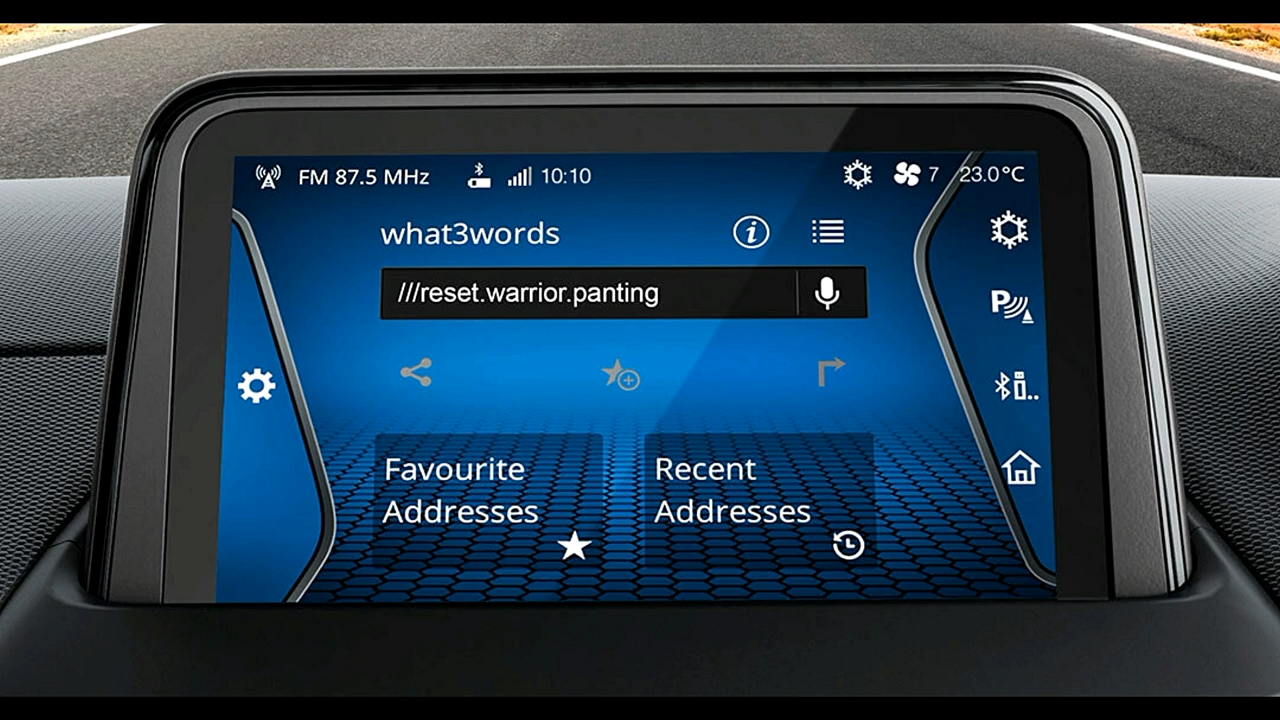 FM 87.5 MHz 10:10 7 23.0°C
what3words
///reset.warrior.panting
P
Favourite
Addresses
Recent
Addresses